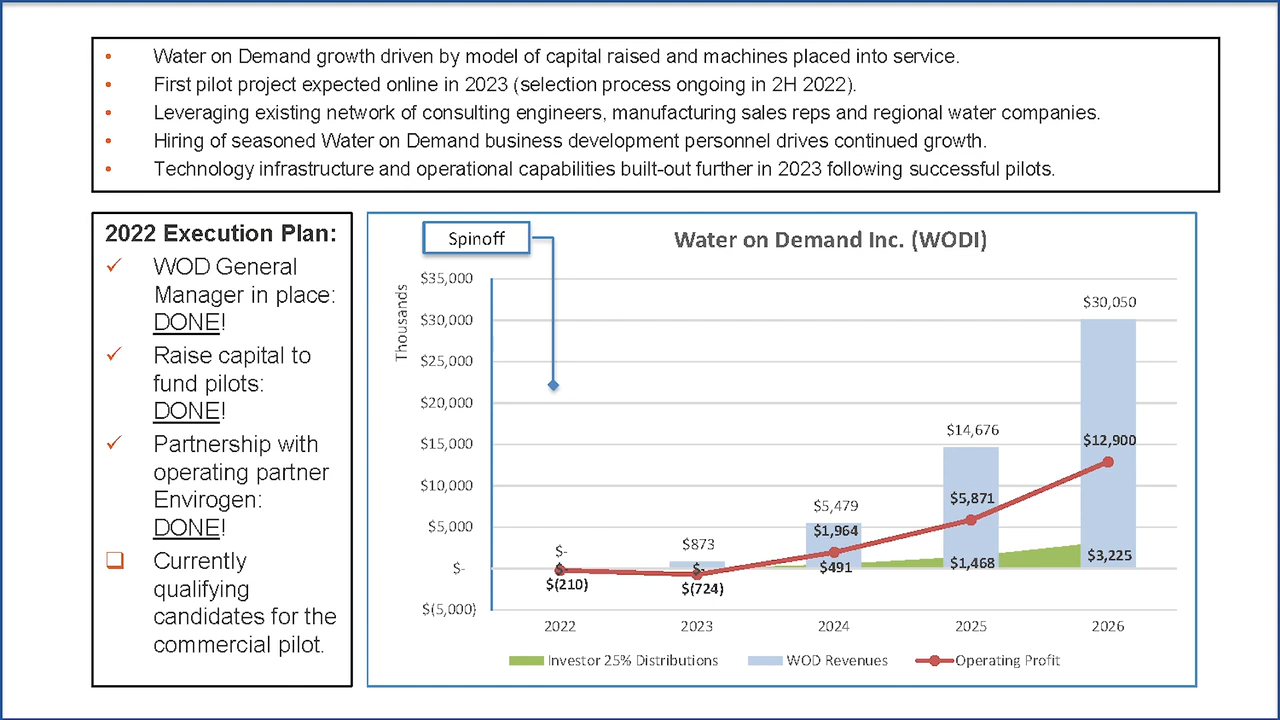 • Water on Demand growth driven by model of capital raised and machines placed into service.
• First pilot project expected online in 2023 (selection process ongoing in 2H 2022).
• Leveraging existing network of consulting engineers, manufacturing sales reps and regional water companies.
• Hiring of seasoned Water on Demand business development personnel drives continued growth.
• Technology infrastructure and operational capabilities built-out further in 2023 following successful pilots.
2022 Execution Plan:
✓ WOD General
Manager in place:
DONE!
✓ Raise capital to
fund pilots:
DONE!
✓ Partnership with
operating partner
Envirogen:
DONE!
❑ Currently
qualifying
candidates for the
commercial pilot.
Spinoff
Water on Demand Inc. (WODI)
Thousands
$35,000
$30,000
$25,000
$20,000
$15,000
$10,000
$5,000
$-
$(5,000)
$-
$-
$(210)
$873
$-
$(724)
$5,479
$1,964
$491
$14,676
$5,871
$1,468
$30,050
$12,900
$3,225
2022 2023 2024 2025 2026
Investor 25% Distributions WOD Revenues Operating Profit